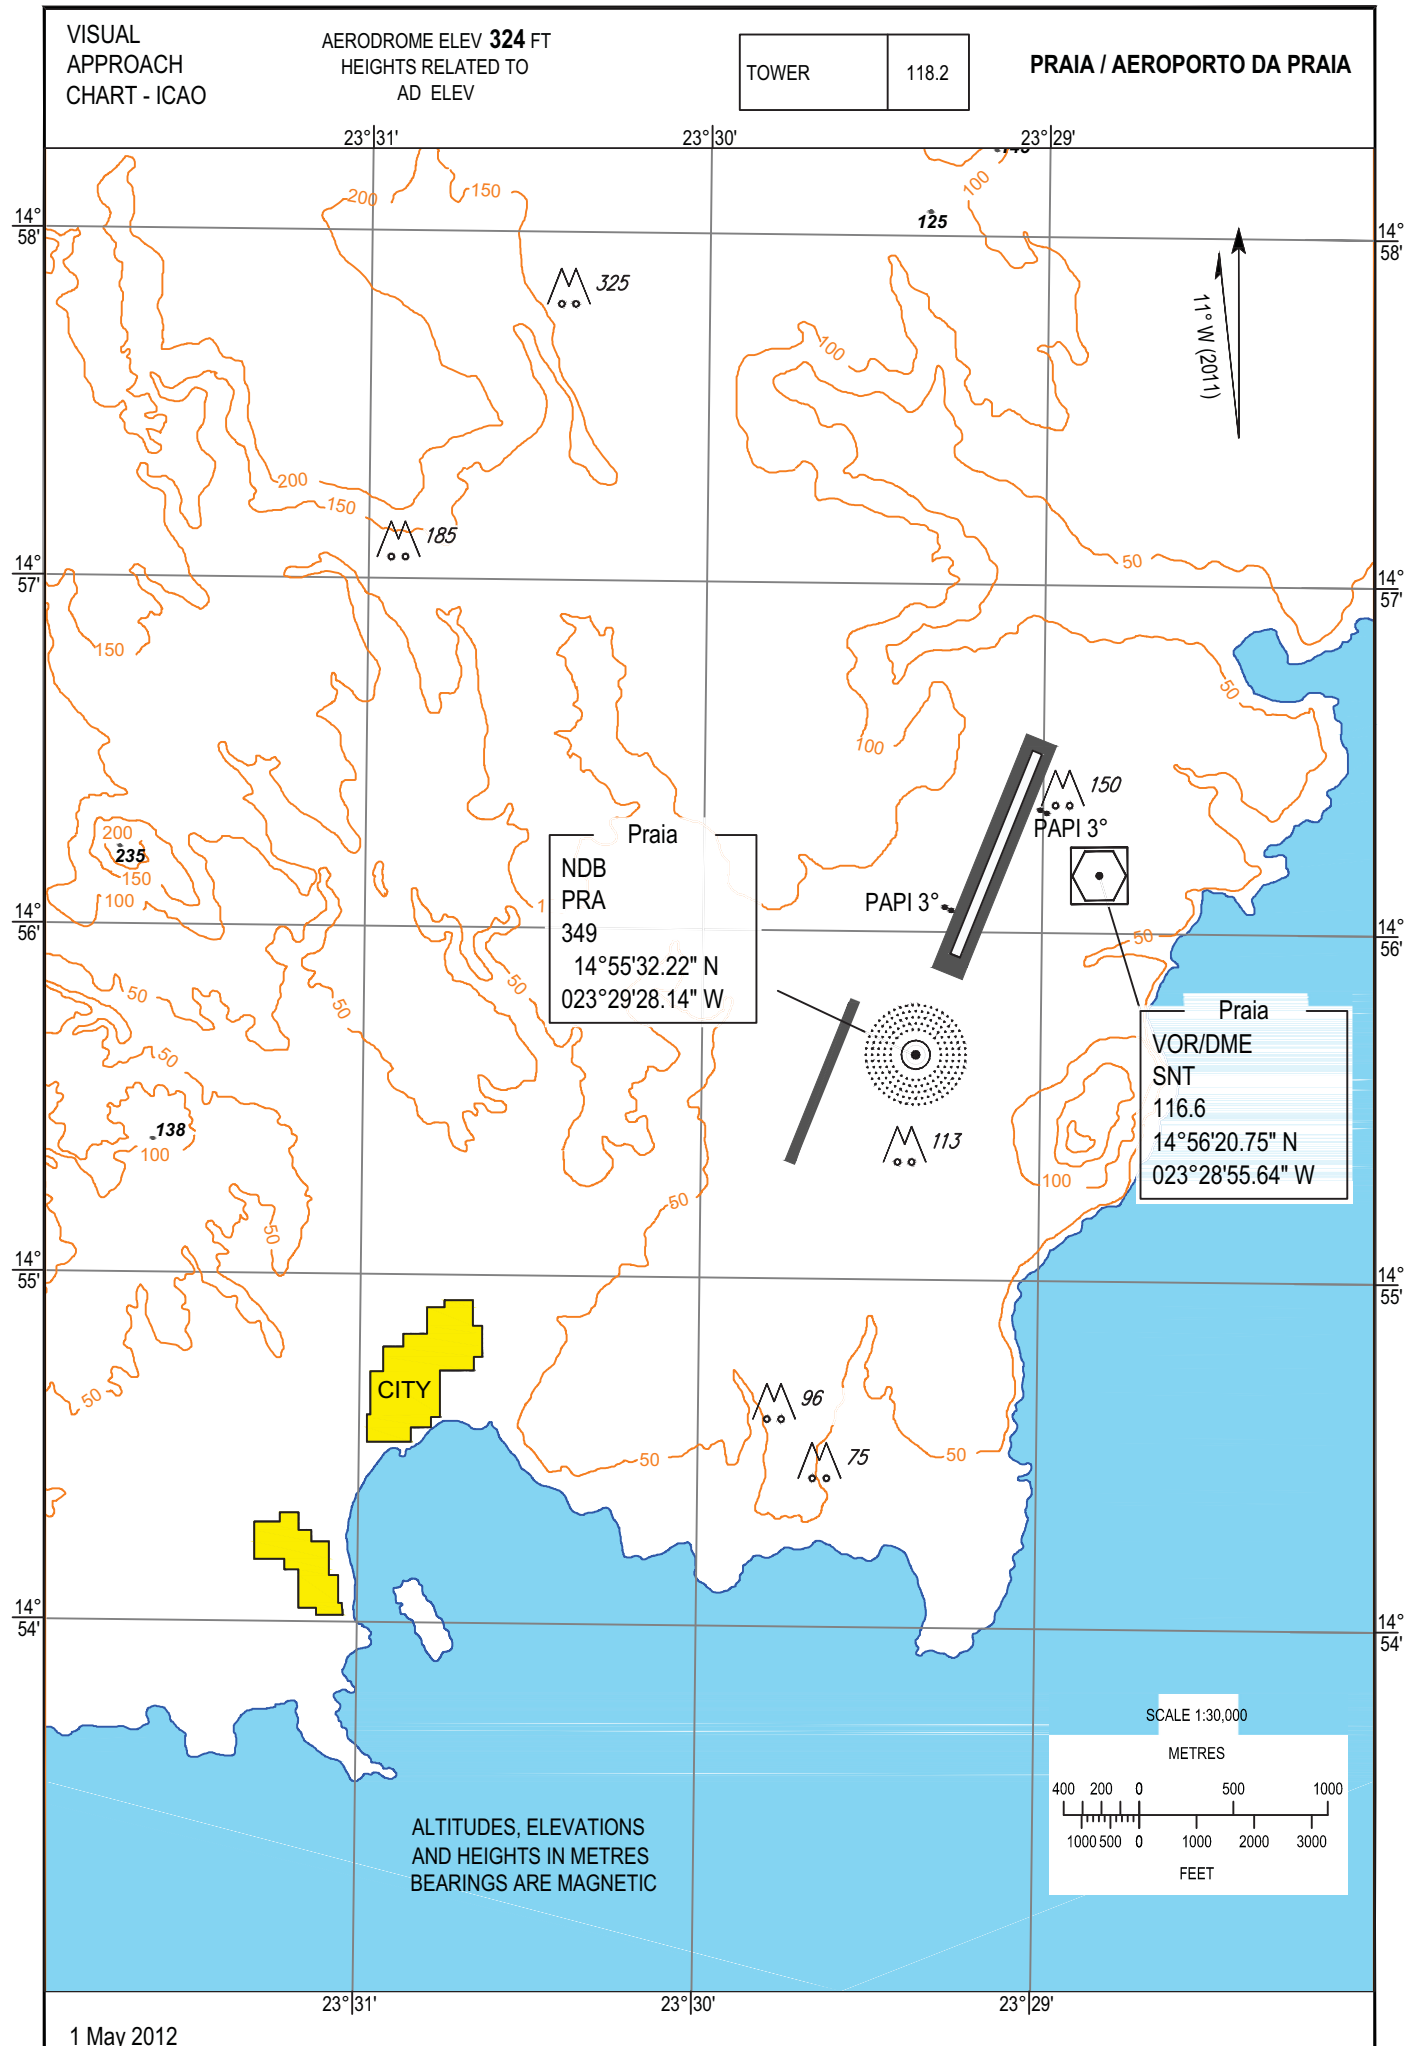 VISUAL
APPROACH
CHART - ICAO
AERODROME ELEV 324 FT
HEIGHTS RELATED TO
AD ELEV
TOWER 118.2
PRAIA / AEROPORTO DA PRAIA
23°31' 23°30' 23°29'
14°
58'
14°
58'
200
150
100
125
325
11° W (2011)
100
200
150
185
50
14°
57'
14°
57'
150
50
100
150
PAPI 3°
200
235
150
100
PAPI 3°
Praia
NDB
PRA
349
14°55'32.22" N
023°29'28.14" W
14°
56'
14°
56'
50
50
50
50
50
Praia
VOR/DME
SNT
116.6
14°56'20.75" N
023°28'55.64" W
138
100
113
100
50
50
14°
55'
14°
55'
CITY
50
96
75
50
50
14°
54'
14°
54'
SCALE 1:30,000
METRES
400 200 0 500 1000
1000 500 0 1000 2000 3000
FEET
ALTITUDES, ELEVATIONS
AND HEIGHTS IN METRES
BEARINGS ARE MAGNETIC
23°31' 23°30' 23°29'
1 May 2012